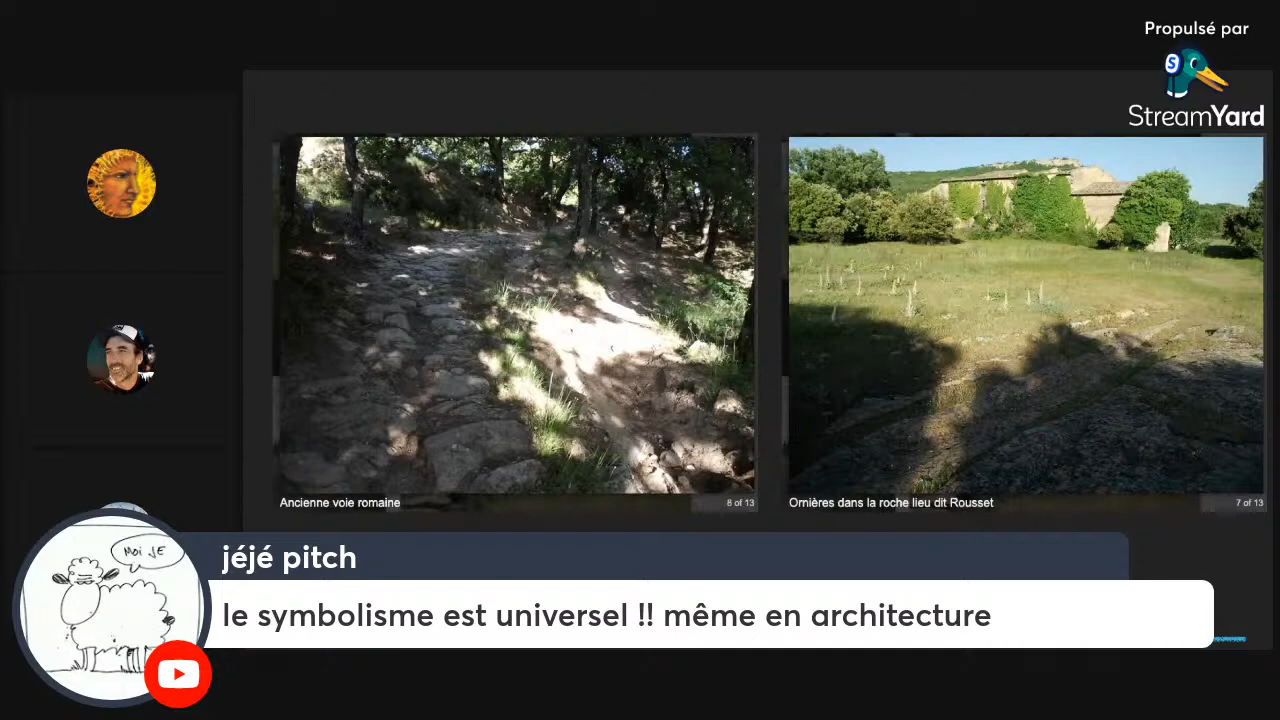 Propulsé par
S
StreamYard
Ancienne voie romaine
8 of 13
Ornières dans la roche lieu dit Rousset
7 of 13
MOI JE
jéjé pitch
le symbolisme est universel !! même en architecture